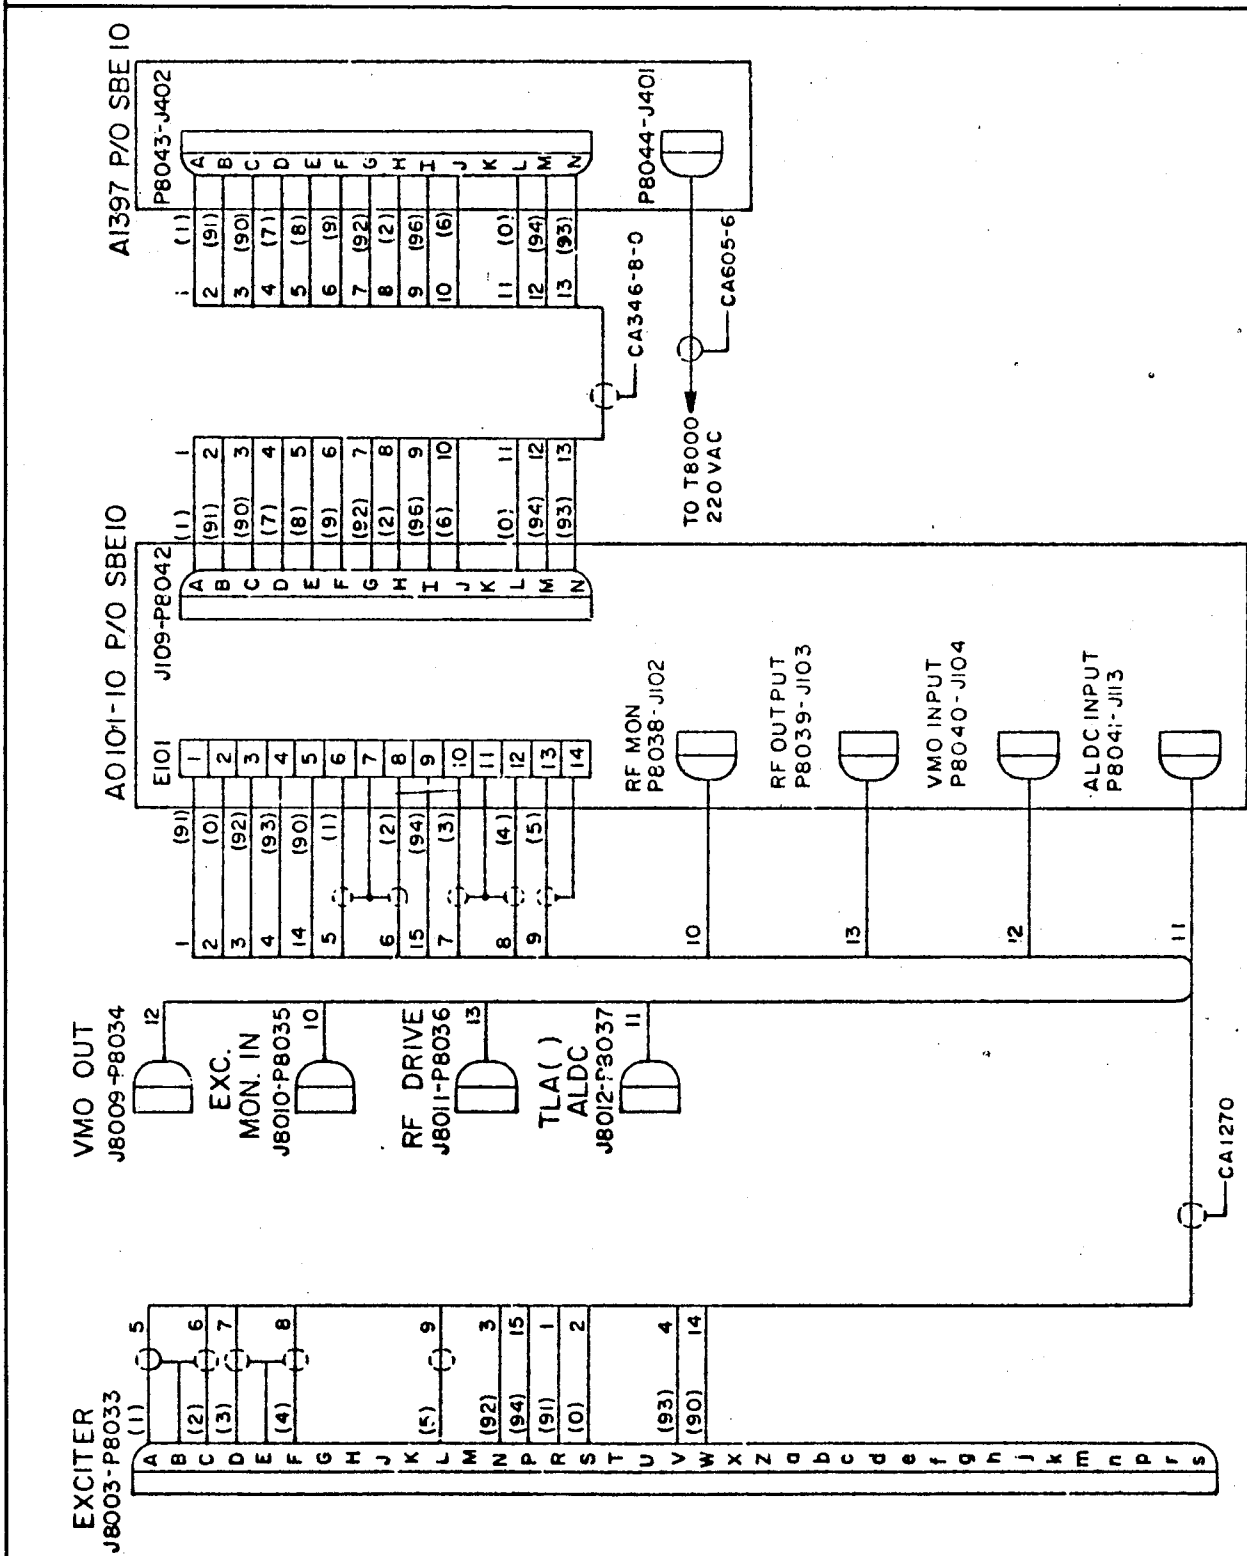 EXCITER
J8003-P8033
(1)
A
B
(2)
C
(3)
D
E
(4)
F
G
H
J
K
(5)
L
M
(92)
N
(94)
P
(91)
R
(0)
S
T
U
(93)
V
(90)
W
X
Z
a
b
c
d
e
f
g
h
j
k
m
n
p
r
s
5
6
7
8
9
3
15
1
2
4
14
CA1270
VMO OUT
J8009-P8034
12
EXC.
MON. IN
J8010-P8035
10
RF DRIVE
J8011-P8036
13
TLA( )
ALDC
J8012-P8037
11
A0101-10 P/O SBE10
1 (91)
2 (0)
3 (92)
4 (93)
14 (90)
5 (1)
6 (2)
15 (94)
7 (3)
8 (4)
9 (5)
E101
1
2
3
4
5
6
7
8
9
10
11
12
13
14
RF MON
P8038-J102
10
RF OUTPUT
P8039-J103
13
VMO INPUT
P8040-J104
12
ALDC INPUT
P8041-J113
11
J109-P8042
A
B
C
D
E
F
G
H
I
J
K
L
M
N
(1) 1
(91) 2
(90) 3
(7) 4
(8) 5
(9) 6
(92) 7
(2) 8
(96) 9
(6) 10
(0) 11
(94) 12
(93) 13
CA346-8-0
A1397 P/O SBE10
P8043-J402
1 (1)
2 (91)
3 (90)
4 (7)
5 (8)
6 (9)
7 (92)
8 (2)
9 (96)
10 (6)
11 (0)
12 (94)
13 (93)
A
B
C
D
E
F
G
H
I
J
K
L
M
N
P8044-J401
TO T8000
220 VAC
CA605-6